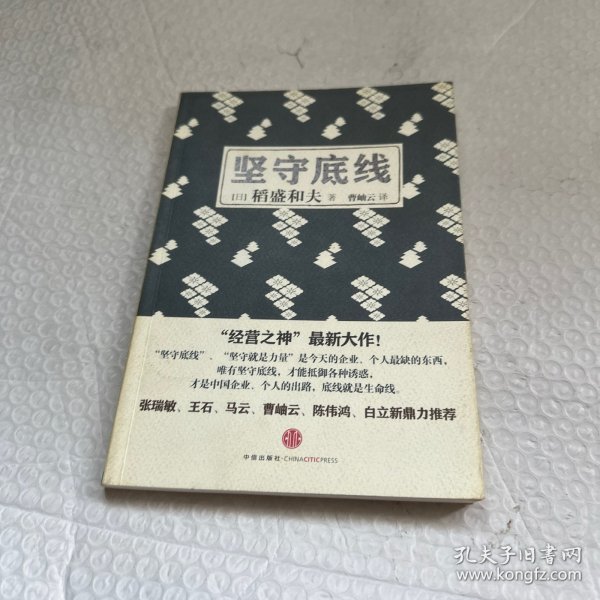 坚守底线
[日]稻盛和夫 著 曹岫云 译
“经营之神”最新大作!
“坚守底线”、“坚守就是力量”是今天的企业、个人最缺的东西,
唯有坚守底线,才能抵御各种诱惑,
才是中国企业、个人的出路,底线就是生命线。
张瑞敏、王石、马云、曹岫云、陈伟鸿、白立新鼎力推荐
中信出版社·CHINACITICPRESS
孔夫子旧书网
www.kongfz.com